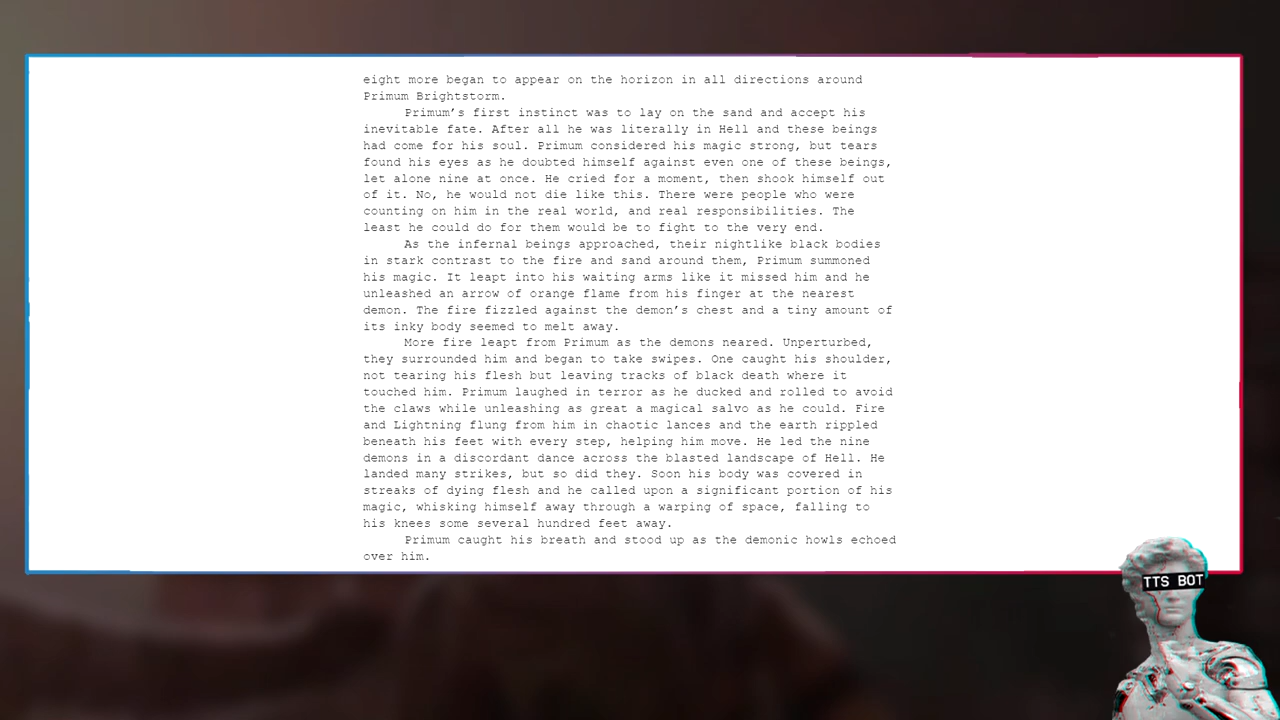 eight more began to appear on the horizon in all directions around
Primum Brightstorm.
Primum’s first instinct was to lay on the sand and accept his
inevitable fate. After all he was literally in Hell and these beings
had come for his soul. Primum considered his magic strong, but tears
found his eyes as he doubted himself against even one of these beings,
let alone nine at once. He cried for a moment, then shook himself out
of it. No, he would not die like this. There were people who were
counting on him in the real world, and real responsibilities. The
least he could do for them would be to fight to the very end.
As the infernal beings approached, their nightlike black bodies
in stark contrast to the fire and sand around them, Primum summoned
his magic. It leapt into his waiting arms like it missed him and he
unleashed an arrow of orange flame from his finger at the nearest
demon. The fire fizzled against the demon’s chest and a tiny amount of
its inky body seemed to melt away.
More fire leapt from Primum as the demons neared. Unperturbed,
they surrounded him and began to take swipes. One caught his shoulder,
not tearing his flesh but leaving tracks of black death where it
touched him. Primum laughed in terror as he ducked and rolled to avoid
the claws while unleashing as great a magical salvo as he could. Fire
and Lightning flung from him in chaotic lances and the earth rippled
beneath his feet with every step, helping him move. He led the nine
demons in a discordant dance across the blasted landscape of Hell. He
landed many strikes, but so did they. Soon his body was covered in
streaks of dying flesh and he called upon a significant portion of his
magic, whisking himself away through a warping of space, falling to
his knees some several hundred feet away.
Primum caught his breath and stood up as the demonic howls echoed
over him.
TTS BOT